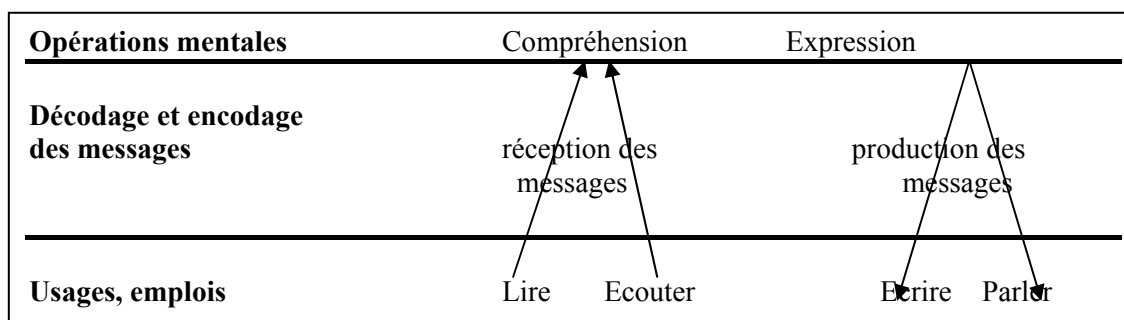 Opérations mentales Compréhension Expression
Décodage et encodage
des messages réception des production des
messages messages
Usages, emplois Lire Ecouter Ecrire Parler